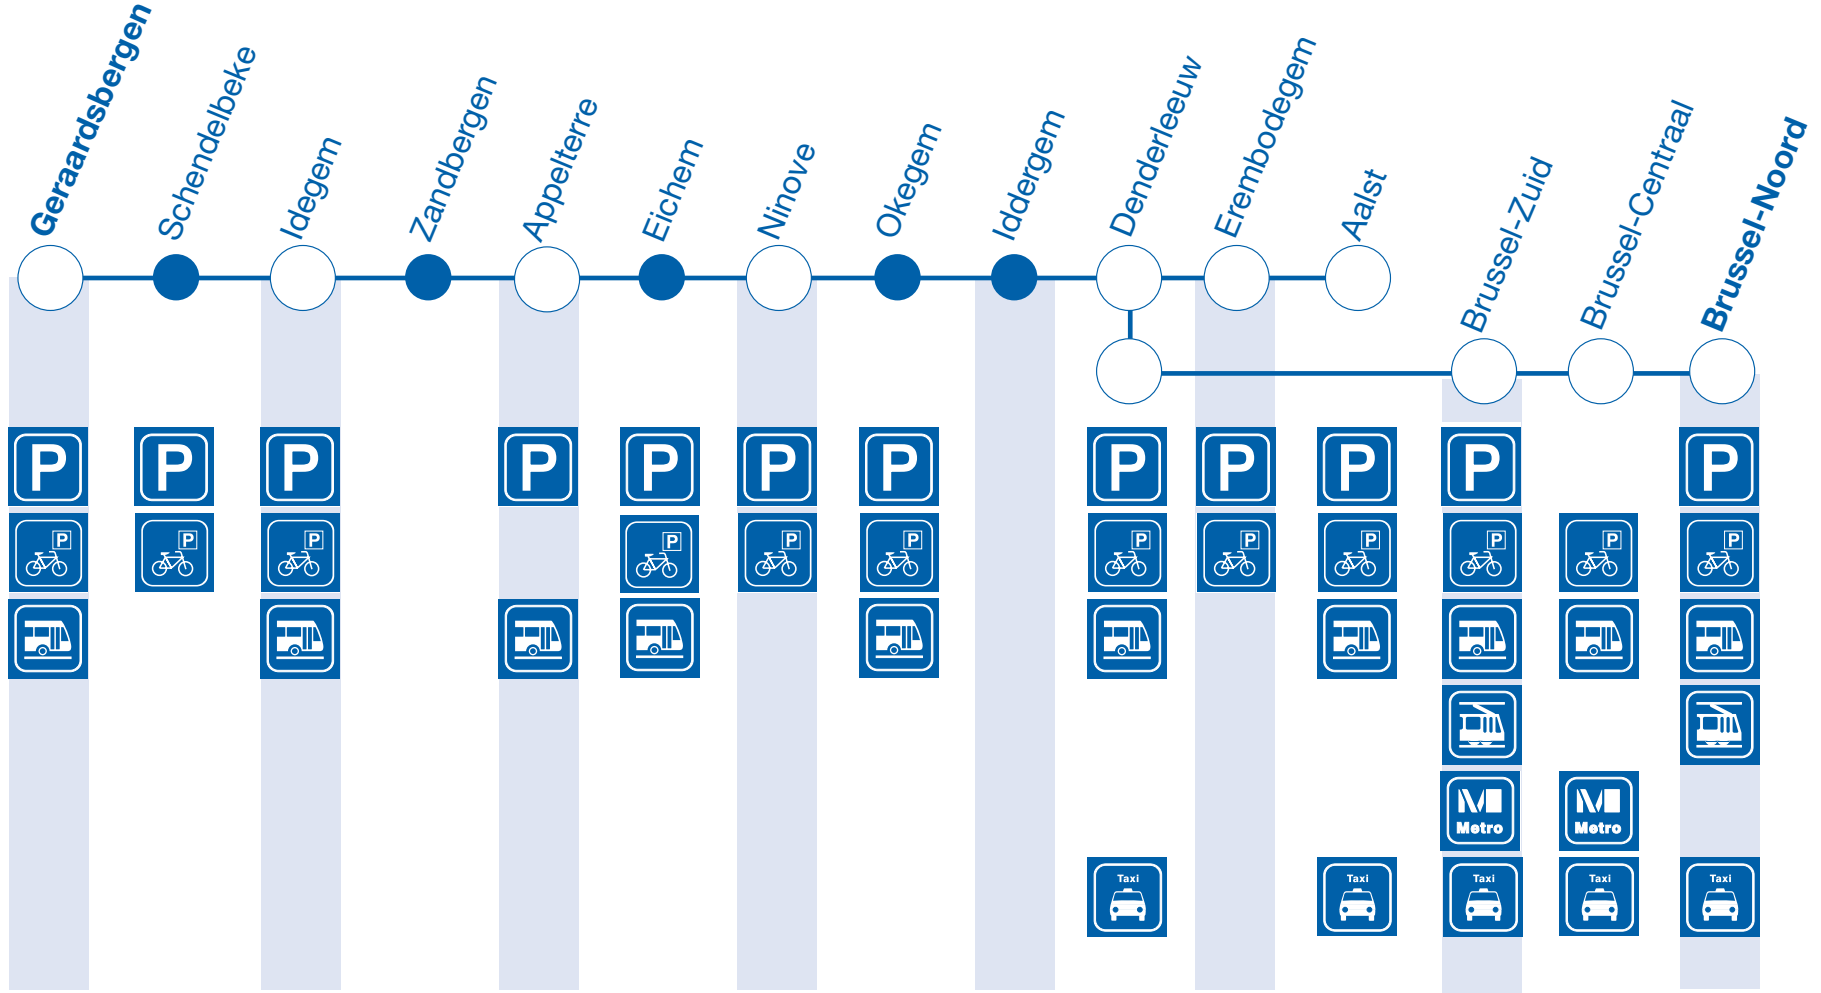 Geraardsbergen
Schendelbeke
Idegem
Zandbergen
Appelterre
Eichem
Ninove
Okegem
Iddergem
Denderleeuw
Erembodegem
Aalst
Brussel-Zuid
Brussel-Centraal
Brussel-Noord
P P P P P P P P P P P P
P P P P P P P P P P P P
M M
Metro Metro
Taxi Taxi Taxi Taxi Taxi